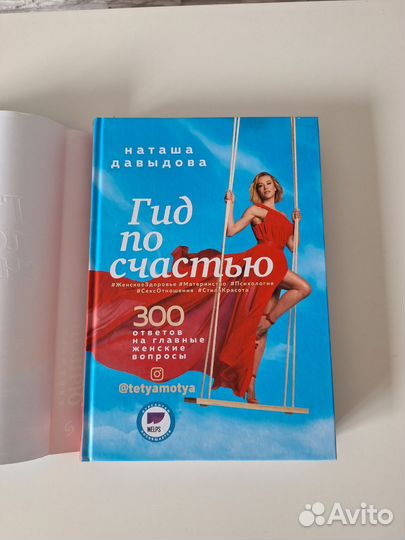 наташа
давыдова
Гид
по
счастью
#ЖенскоеЗдоровье #Материнство #Психология
#СексОтношения #СтильКрасота
300
ответов
на главные
женские
вопросы
@tetyamotya
WELPS
Avito